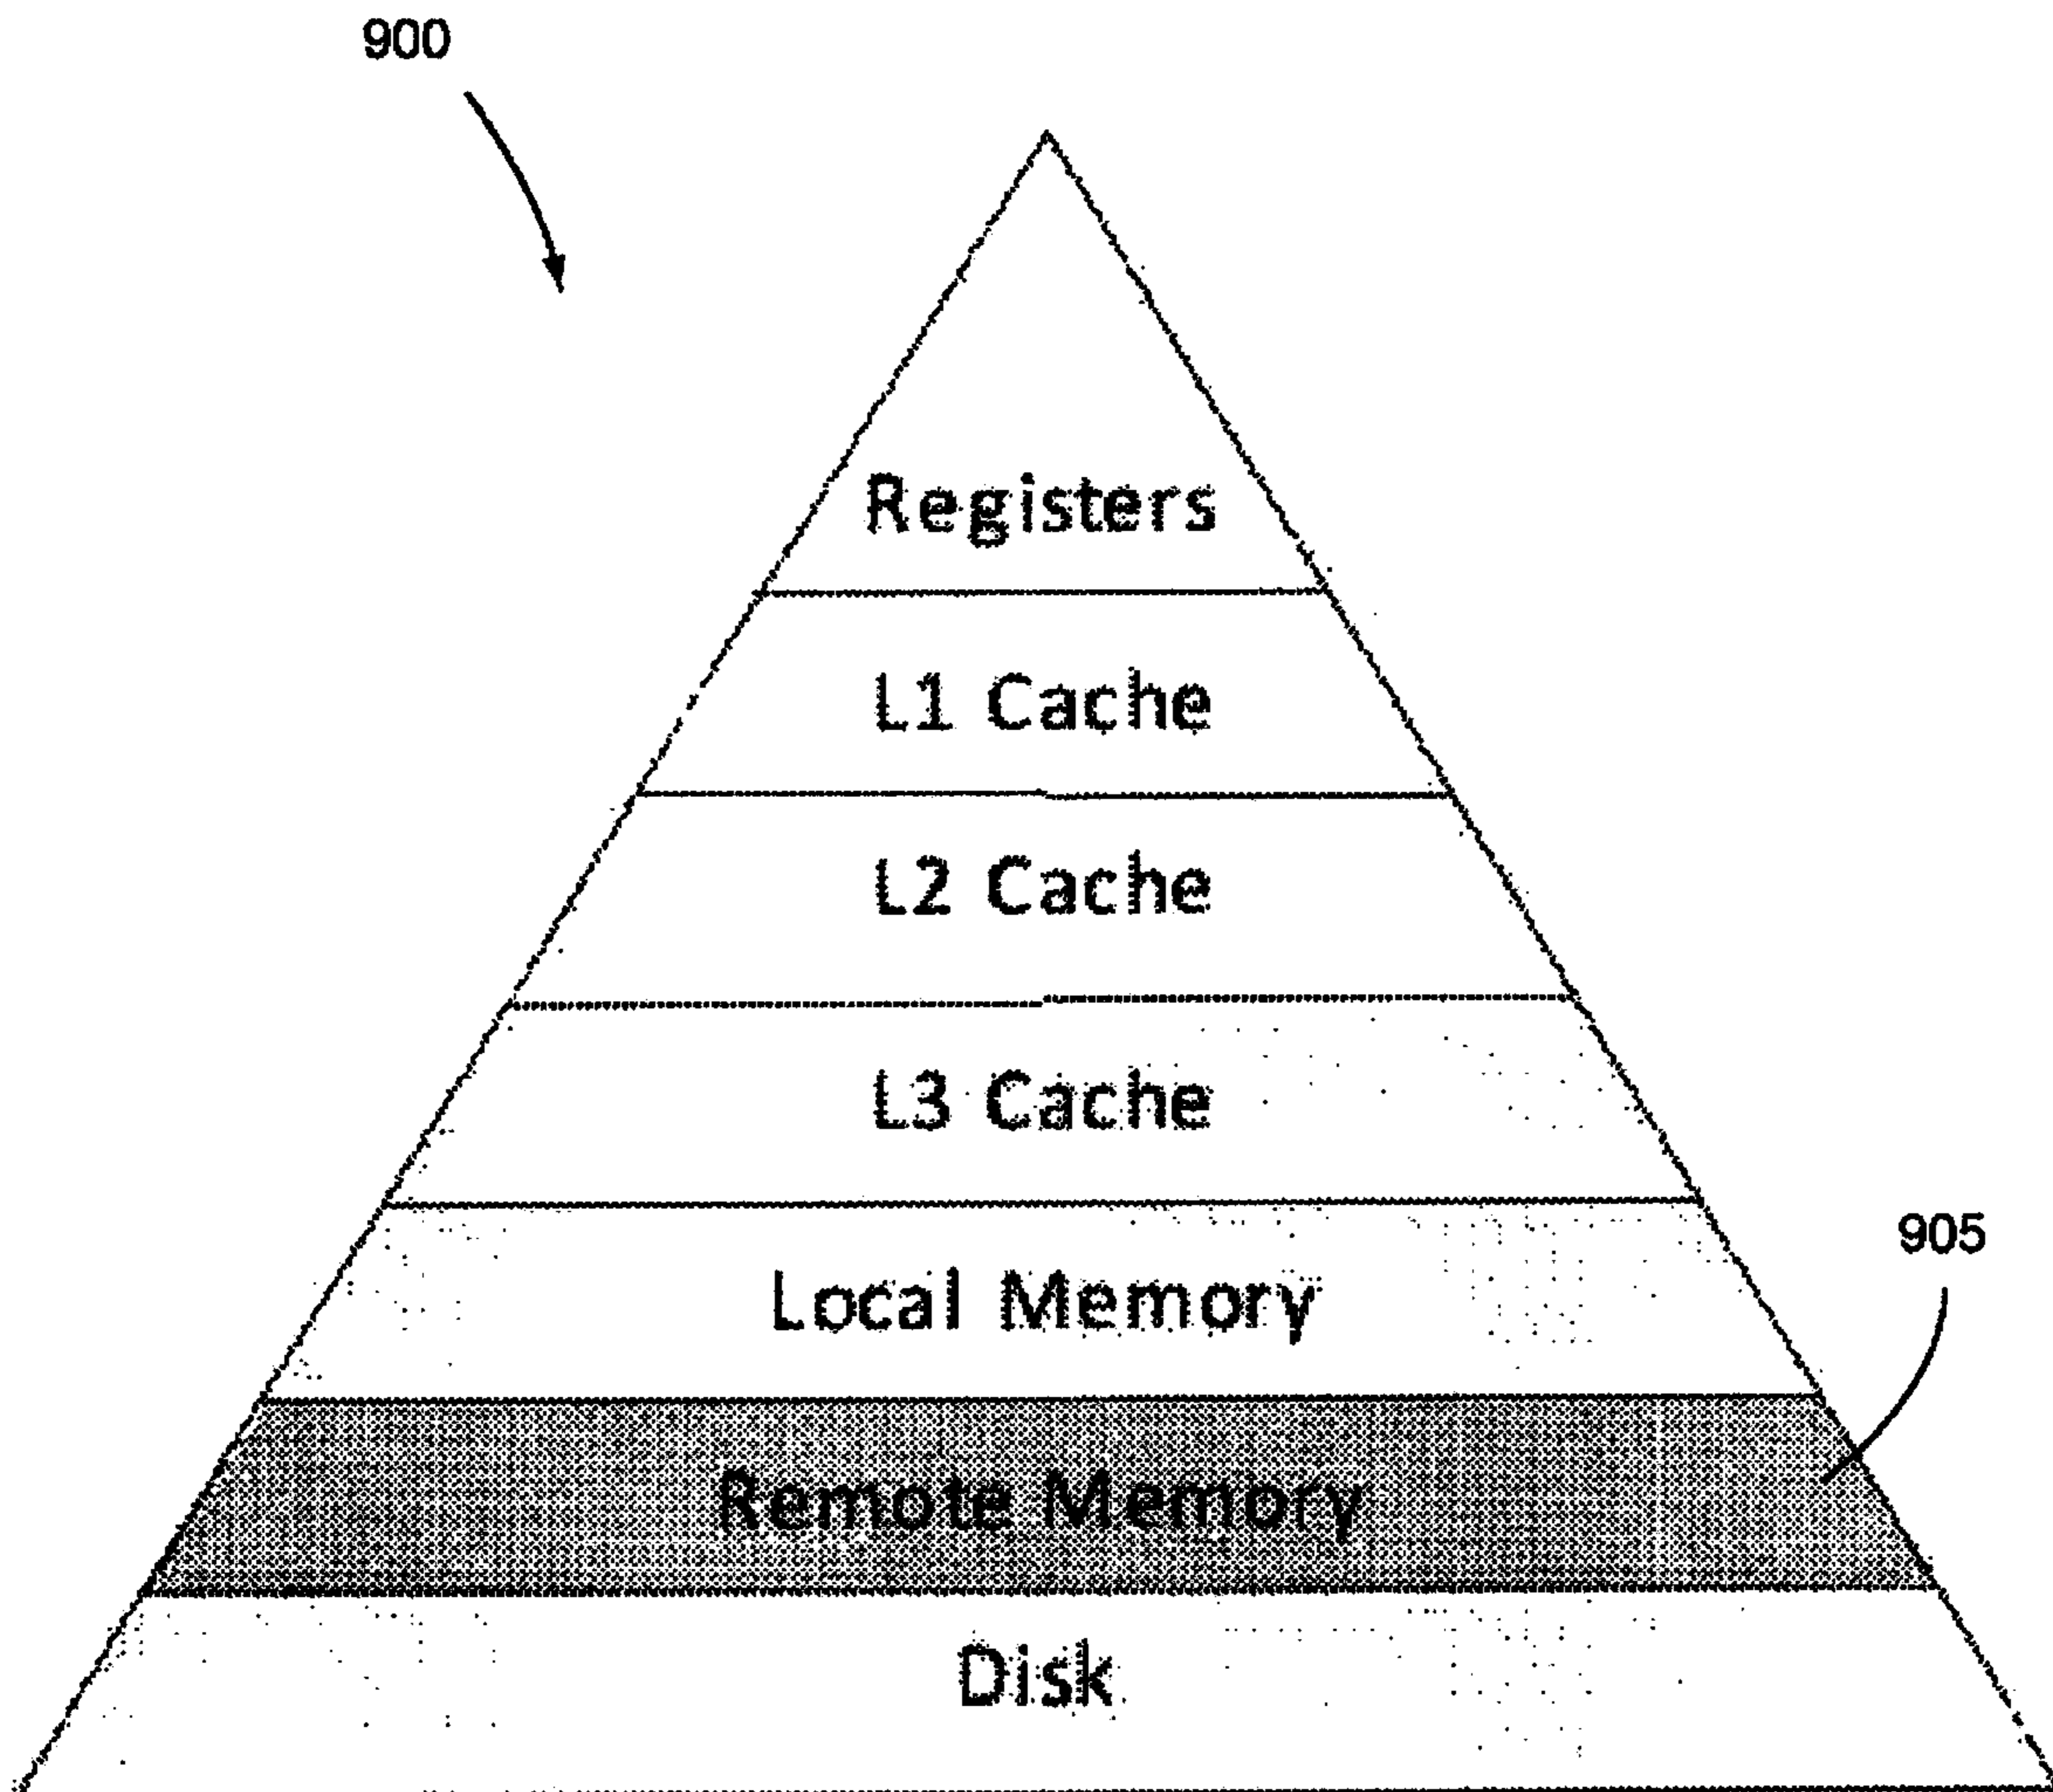 900
Registers
L1 Cache
L2 Cache
L3 Cache
Local Memory
905
Remote Memory
Disk